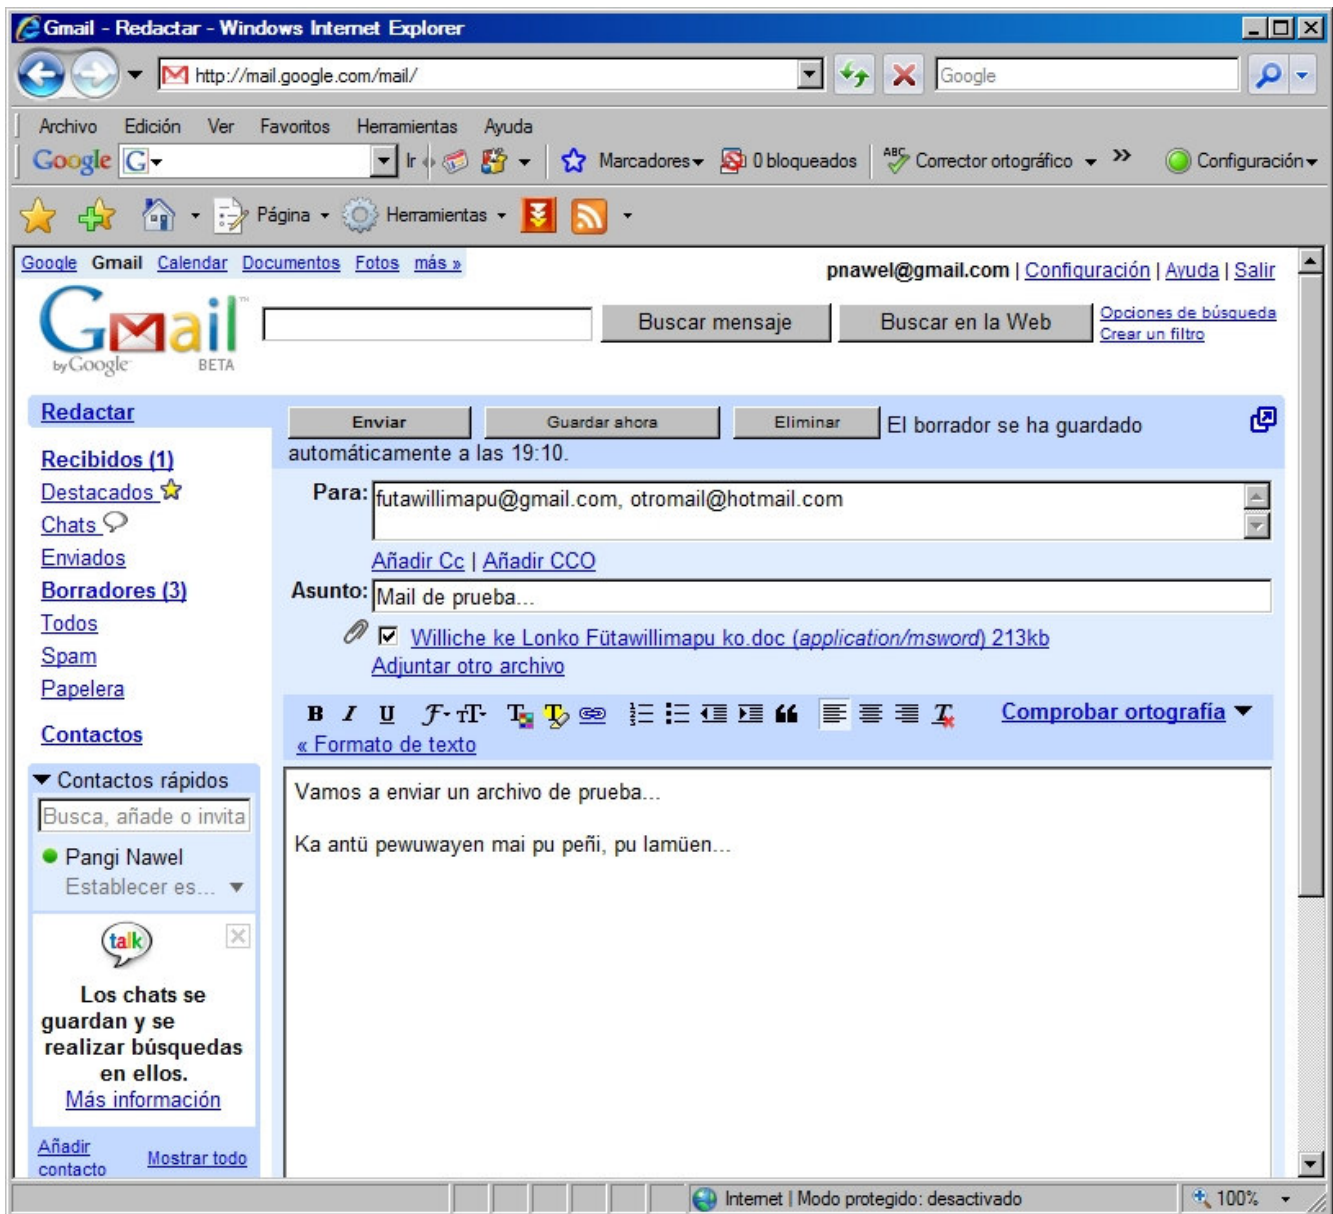 Gmail - Redactar - Windows Internet Explorer
http://mail.google.com/mail/ Google
Archivo Edición Ver Favoritos Herramientas Ayuda
Google G Ir Marcadores 0 bloqueados ABC Corrector ortográfico » Configuración
Página Herramientas
Google Gmail Calendar Documentos Fotos más »
pnawel@gmail.com | Configuración | Ayuda | Salir
Gmail™ by Google BETA
Buscar mensaje Buscar en la Web Opciones de búsqueda
Crear un filtro
Redactar
Recibidos (1)
Destacados
Chats
Enviados
Borradores (3)
Todos
Spam
Papelera
Contactos
Contactos rápidos
Busca, añade o invita
Pangi Nawel
Establecer es...
talk
Los chats se
guardan y se
realizar búsquedas
en ellos.
Más información
Añadir
contacto
Mostrar todo
Enviar Guardar ahora Eliminar El borrador se ha guardado
automáticamente a las 19:10.
Para: futawillimapu@gmail.com, otromail@hotmail.com
Añadir Cc | Añadir CCO
Asunto: Mail de prueba...
Williche ke Lonko Fütawillimapu ko.doc (application/msword) 213kb
Adjuntar otro archivo
B I U F TT T T T Comprobar ortografía
« Formato de texto
Vamos a enviar un archivo de prueba...
Ka antü pewuwayen mai pu peñi, pu lamüen...
Internet | Modo protegido: desactivado 100%